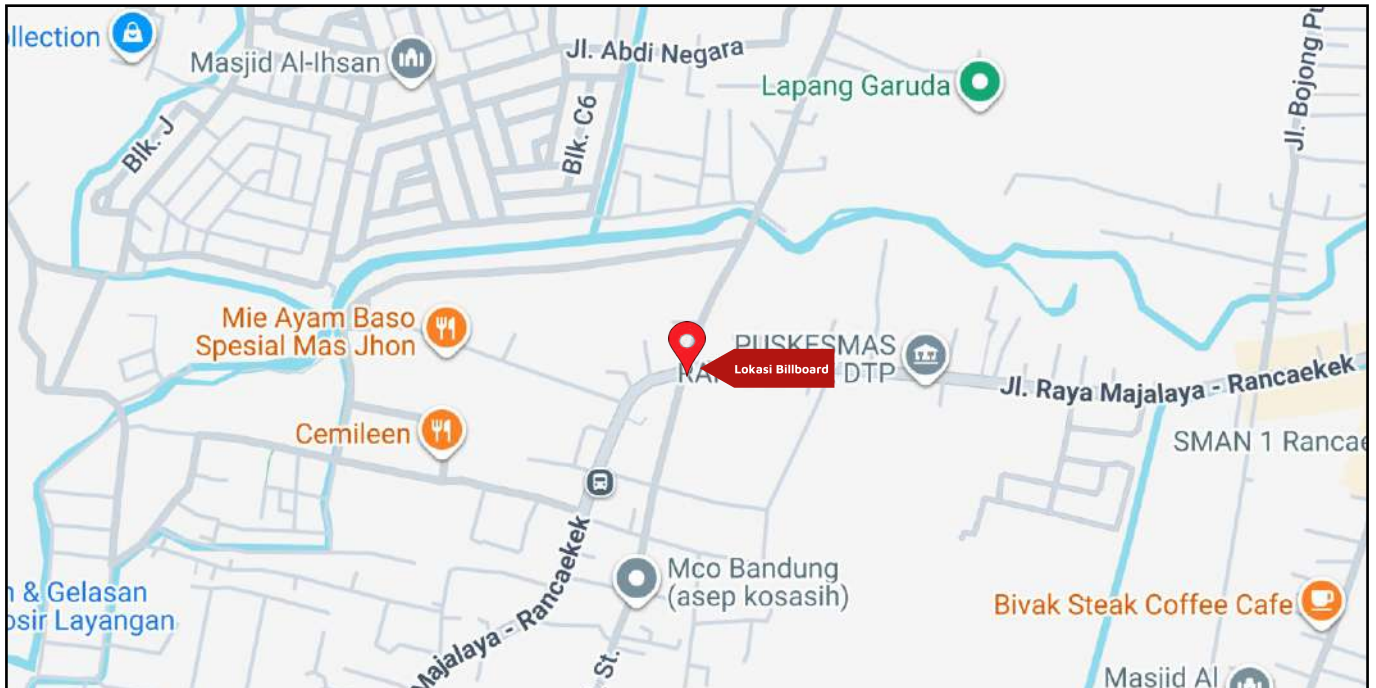 llection
Masjid Al-Ihsan
Jl. Abdi Negara
Lapang Garuda
Jl. Bojong
Blk. J
Blk. C6
Mie Ayam Baso
Spesial Mas Jhon
PUSKESMAS
DTP
Lokasi Billboard
Jl. Raya Majalaya - Rancaekek
Cemileen
SMAN 1 Rancae
Majalaya - Rancaekek
Mco Bandung
(asep kosasih)
& Gelasan
osir Layangan
Bivak Steak Coffee Cafe
St.
Masjid Al